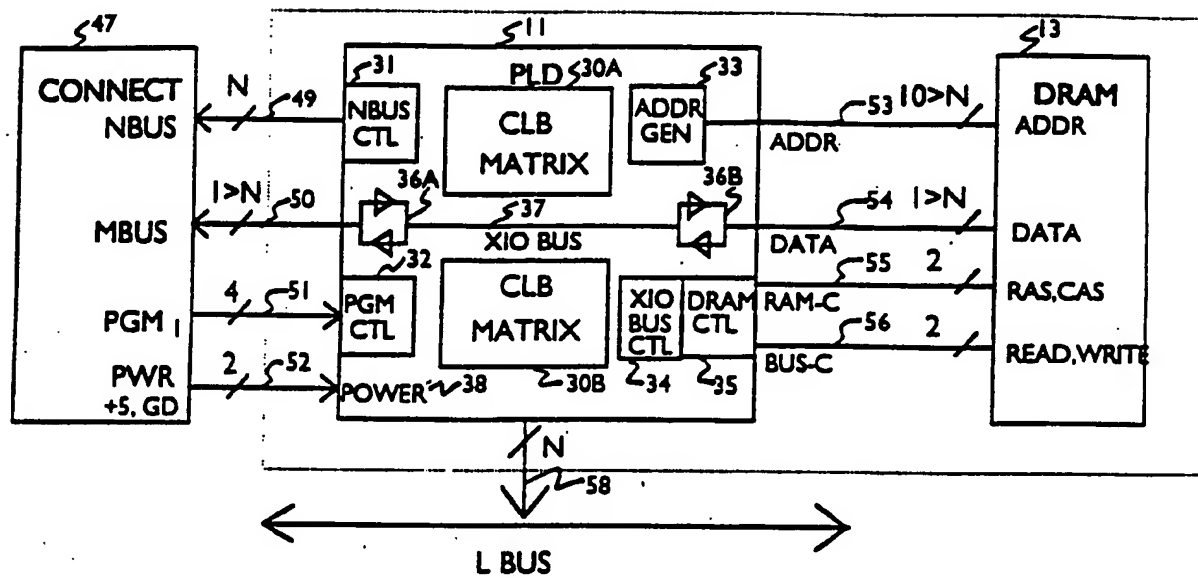 47
CONNECT
NBUS
MBUS
PGM 1
PWR
+5, GD
N
49
1>N
50
4
51
2
52
11
PLD
31
NBUS
CTL
30A
CLB
MATRIX
33
ADDR
GEN
36A
37
XIO BUS
36B
32
PGM
CTL
CLB
MATRIX
30B
XIO
BUS
CTL
34
DRAM
CTL
35
POWER
38
53
10>N
ADDR
54
1>N
DATA
55
2
RAM-C
56
2
BUS-C
13
DRAM
ADDR
DATA
RAS,CAS
READ,WRITE
N
58
L BUS